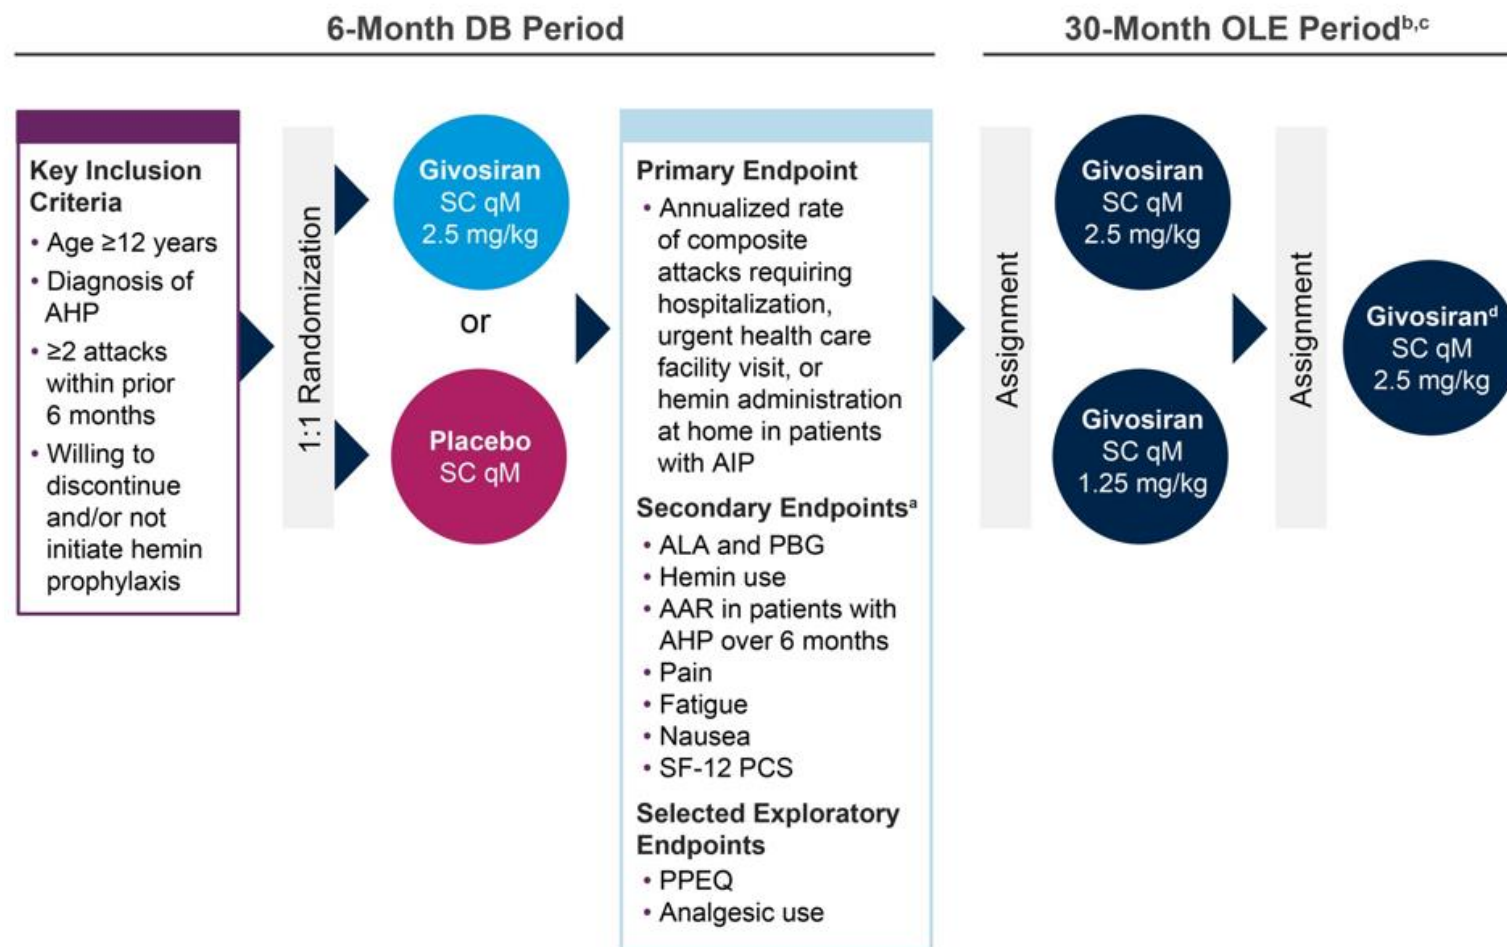 6-Month DB Period
30-Month OLE Periodb,c
Key Inclusion
Criteria
• Age ≥12 years
• Diagnosis of
AHP
• ≥2 attacks
within prior
6 months
• Willing to
discontinue
and/or not
initiate hemin
prophylaxis
1:1 Randomization
Givosiran
SC qM
2.5 mg/kg
or
Placebo
SC qM
Primary Endpoint
• Annualized rate
of composite
attacks requiring
hospitalization,
urgent health care
facility visit, or
hemin administration
at home in patients
with AIP
Secondary Endpointsa
• ALA and PBG
• Hemin use
• AAR in patients with
AHP over 6 months
• Pain
• Fatigue
• Nausea
• SF-12 PCS
Selected Exploratory
Endpoints
• PPEQ
• Analgesic use
Assignment
Givosiran
SC qM
2.5 mg/kg
Givosiran
SC qM
1.25 mg/kg
Assignment
Givosirand
SC qM
2.5 mg/kg